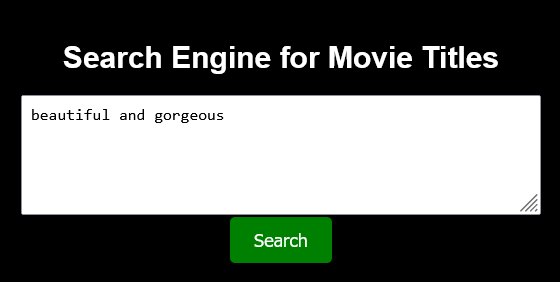 Search Engine for Movie Titles
beautiful and gorgeous
Search